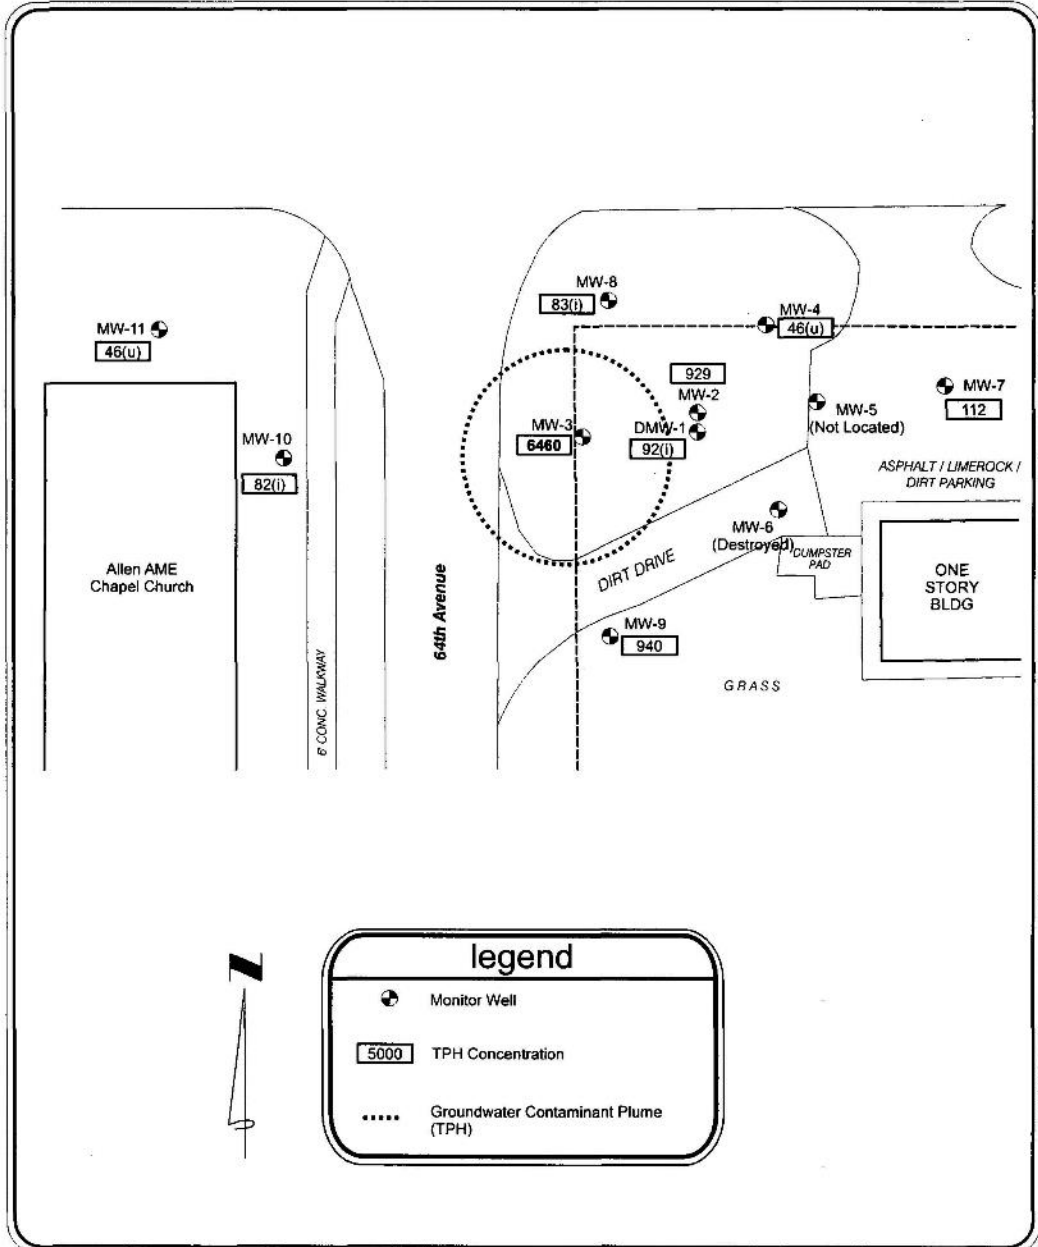 MW-8
83(i)
MW-4
46(u)
MW-11
46(u)
929
MW-2
MW-7
112
MW-5
(Not Located)
MW-3
6460
DMW-1
92(i)
MW-10
82(i)
ASPHALT / LIMEROCK /
DIRT PARKING
MW-6
(Destroyed)
DUMPSTER
PAD
DIRT DRIVE
ONE
STORY
BLDG
Allen AME
Chapel Church
64th Avenue
MW-9
940
6' CONC. WALKWAY
GRASS
N
legend
Monitor Well
5000
TPH Concentration
Groundwater Contaminant Plume
(TPH)